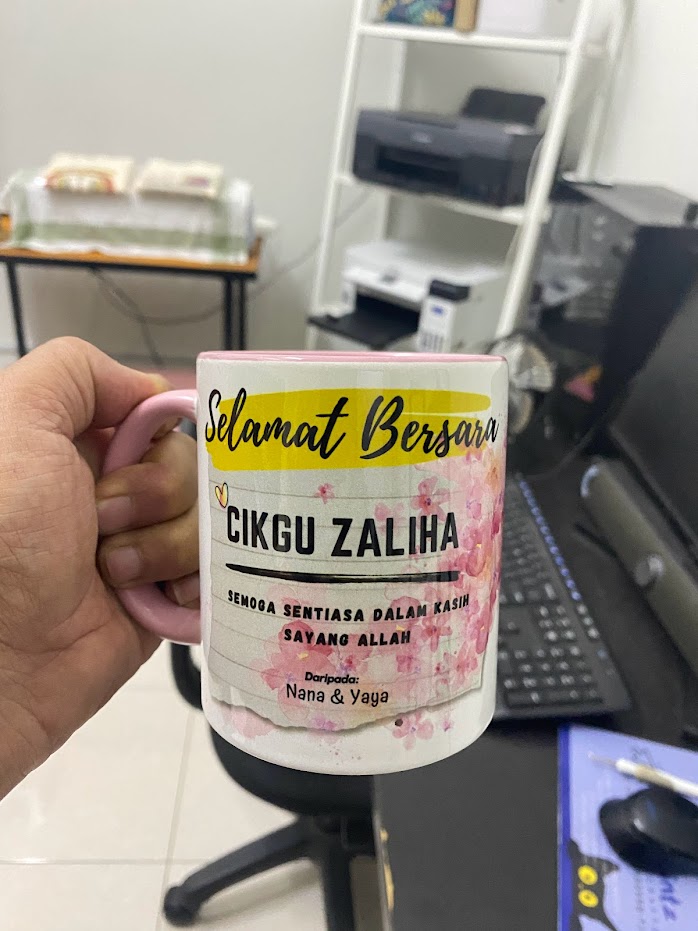 Selamat Bersara
CIKGU ZALIHA
SEMOGA SENTIASA DALAM KASIH
SAYANG ALLAH
Daripada:
Nana & Yaya